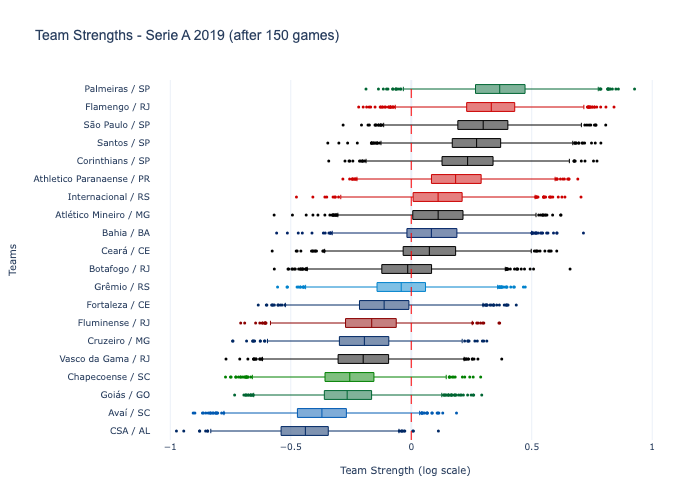 Team Strengths - Serie A 2019 (after 150 games)
Palmeiras / SP
Flamengo / RJ
São Paulo / SP
Santos / SP
Corinthians / SP
Athletico Paranaense / PR
Internacional / RS
Atlético Mineiro / MG
Bahia / BA
Ceará / CE
Botafogo / RJ
Grêmio / RS
Fortaleza / CE
Fluminense / RJ
Cruzeiro / MG
Vasco da Gama / RJ
Chapecoense / SC
Goiás / GO
Avaí / SC
CSA / AL
Teams
−1
−0.5
0
0.5
1
Team Strength (log scale)